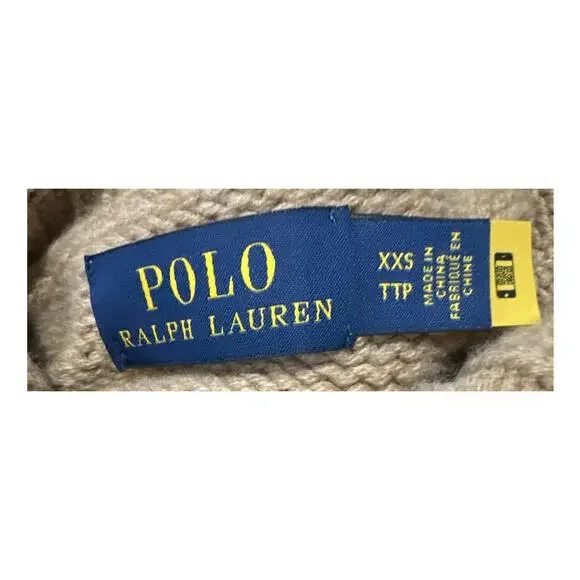 POLO
RALPH LAUREN
XXS
TTP
MADE IN
CHINA
FABRIQUÉ EN
CHINE